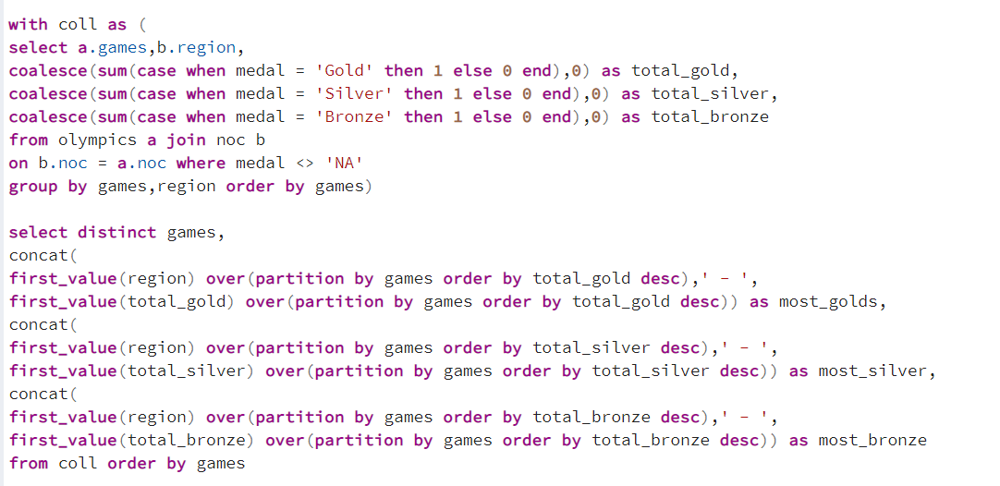 with coll as (
select a.games,b.region,
coalesce(sum(case when medal = 'Gold' then 1 else 0 end),0) as total_gold,
coalesce(sum(case when medal = 'Silver' then 1 else 0 end),0) as total_silver,
coalesce(sum(case when medal = 'Bronze' then 1 else 0 end),0) as total_bronze
from olympics a join noc b
on b.noc = a.noc where medal <> 'NA'
group by games,region order by games)

select distinct games,
concat(
first_value(region) over(partition by games order by total_gold desc),' - ',
first_value(total_gold) over(partition by games order by total_gold desc)) as most_golds,
concat(
first_value(region) over(partition by games order by total_silver desc),' - ',
first_value(total_silver) over(partition by games order by total_silver desc)) as most_silver,
concat(
first_value(region) over(partition by games order by total_bronze desc),' - ',
first_value(total_bronze) over(partition by games order by total_bronze desc)) as most_bronze
from coll order by games